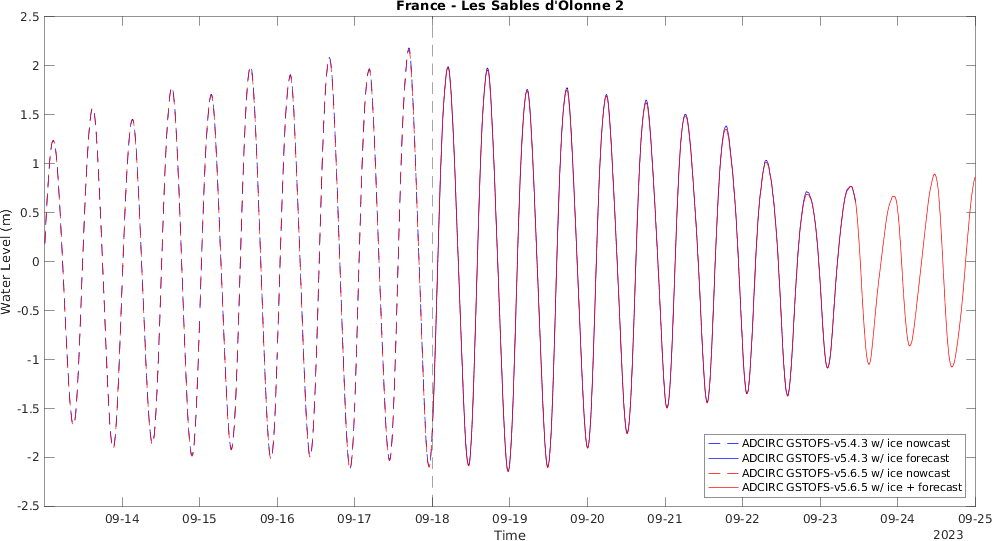 France - Les Sables d'Olonne 2
2.5
2
1.5
1
0.5
0
-0.5
-1
-1.5
-2
-2.5
Water Level (m)
ADCIRC GSTOFS-v5.4.3 w/ ice nowcast
ADCIRC GSTOFS-v5.4.3 w/ ice forecast
ADCIRC GSTOFS-v5.6.5 w/ ice nowcast
ADCIRC GSTOFS-v5.6.5 w/ ice + forecast
09-14 09-15 09-16 09-17 09-18 09-19 09-20 09-21 09-22 09-23 09-24 09-25
Time
2023